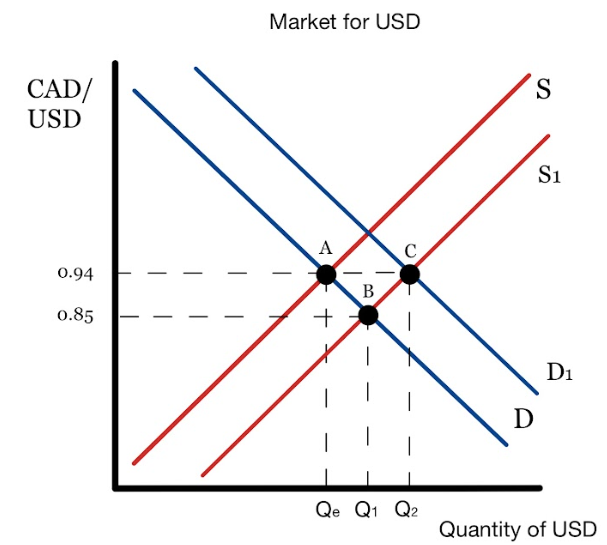 Market for USD
CAD/
USD
S
S1
A
C
0.94
B
0.85
D1
D
Qe Q1 Q2
Quantity of USD